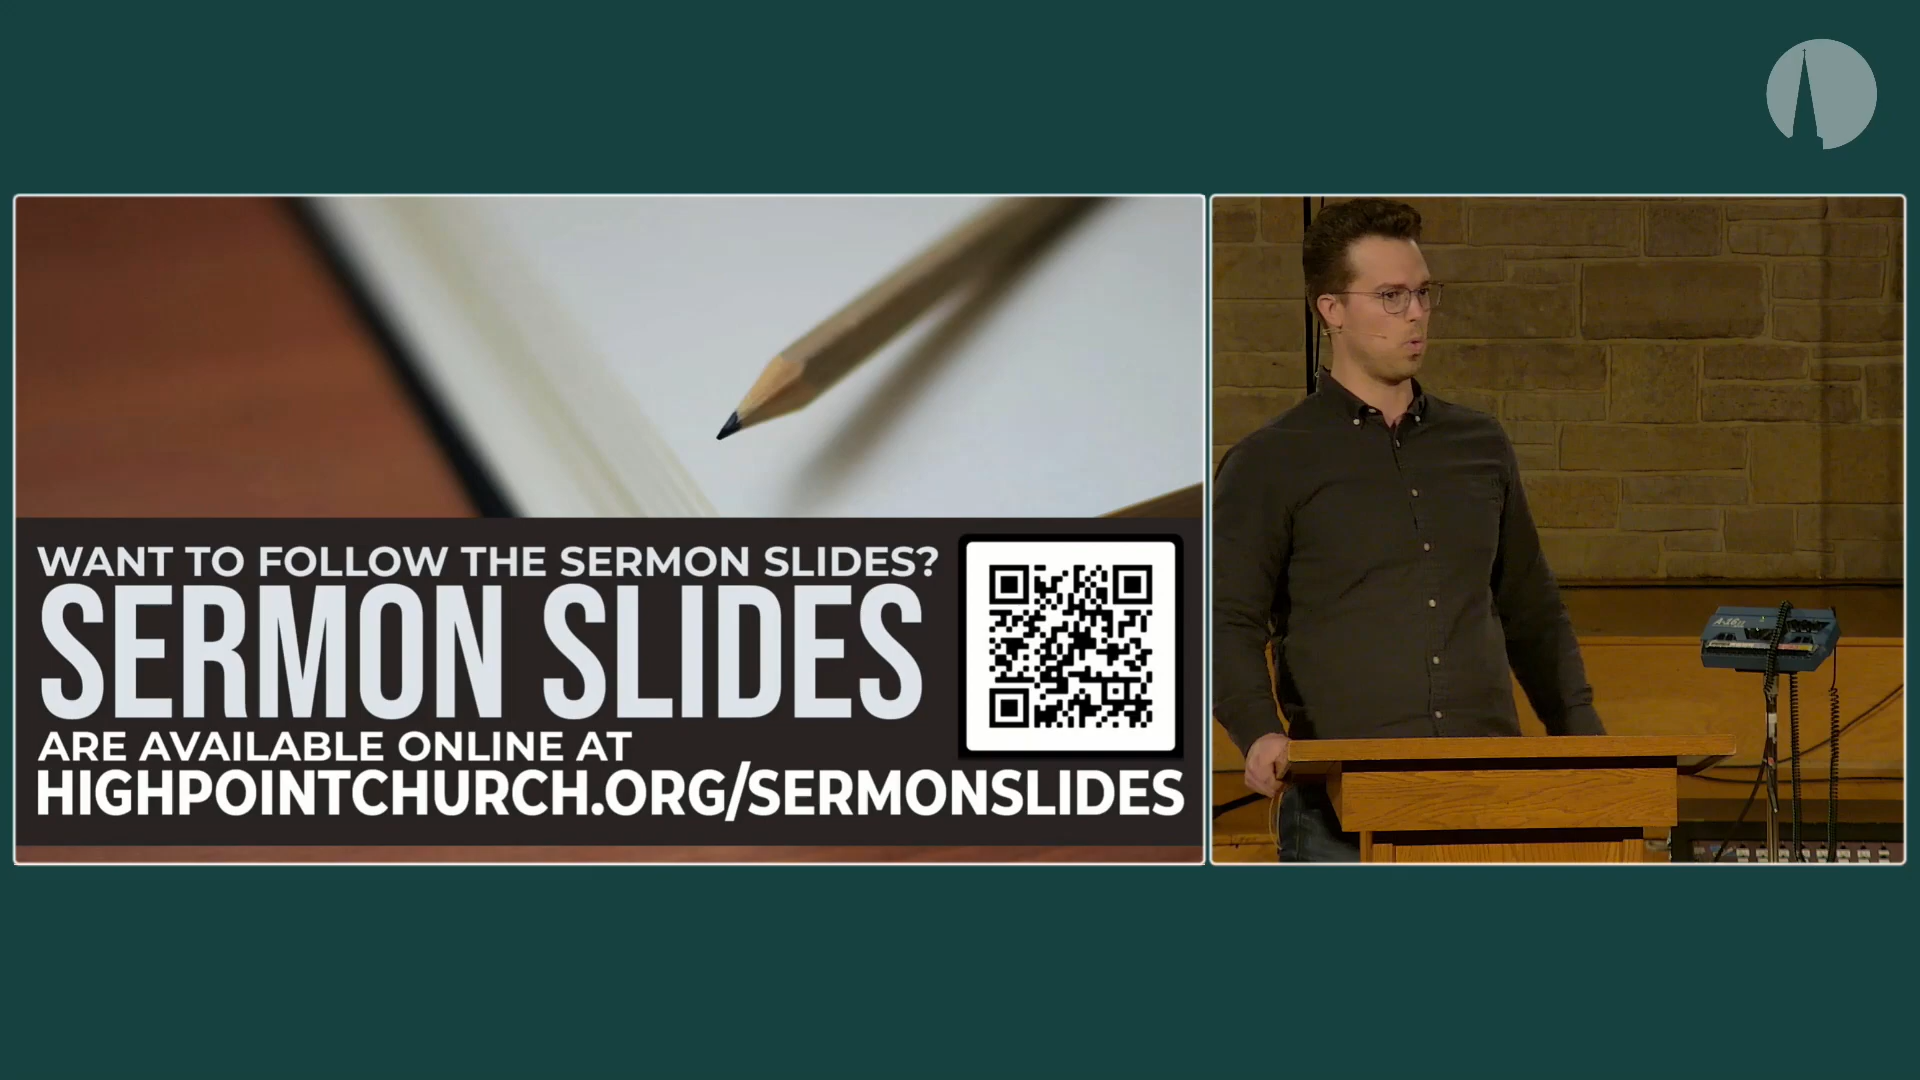 WANT TO FOLLOW THE SERMON SLIDES?
SERMON SLIDES
ARE AVAILABLE ONLINE AT
HIGHPOINTCHURCH.ORG/SERMONSLIDES